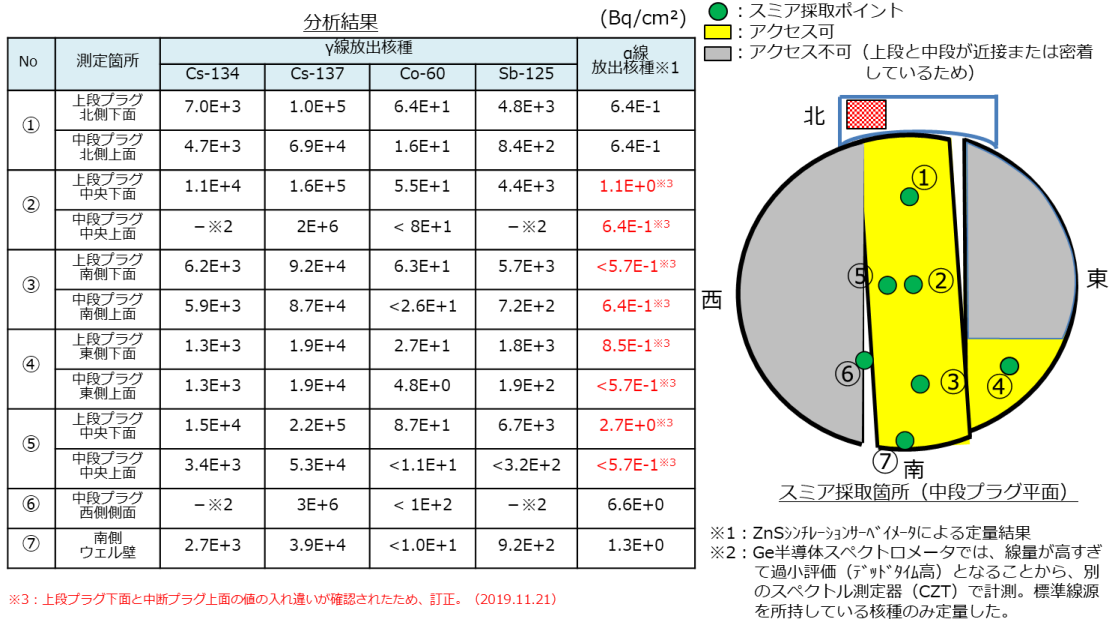 分析結果
(Bq/cm²)
No 測定箇所 γ線放出核種 α線放出核種※1
Cs-134 Cs-137 Co-60 Sb-125
① 上段プラグ北側下面 7.0E+3 1.0E+5 6.4E+1 4.8E+3 6.4E-1
中段プラグ北側上面 4.7E+3 6.9E+4 1.6E+1 8.4E+2 6.4E-1
② 上段プラグ中央下面 1.1E+4 1.6E+5 5.5E+1 4.4E+3 1.1E+0※3
中段プラグ中央上面 −※2 2E+6 < 8E+1 −※2 6.4E-1※3
③ 上段プラグ南側下面 6.2E+3 9.2E+4 6.3E+1 5.7E+3 <5.7E-1※3
中段プラグ南側上面 5.9E+3 8.7E+4 <2.6E+1 7.2E+2 6.4E-1※3
④ 上段プラグ東側下面 1.3E+3 1.9E+4 2.7E+1 1.8E+3 8.5E-1※3
中段プラグ東側上面 1.3E+3 1.9E+4 4.8E+0 1.9E+2 <5.7E-1※3
⑤ 上段プラグ中央下面 1.5E+4 2.2E+5 8.7E+1 6.7E+3 2.7E+0※3
中段プラグ中央上面 3.4E+3 5.3E+4 <1.1E+1 <3.2E+2 <5.7E-1※3
⑥ 中段プラグ西側側面 −※2 3E+6 < 1E+2 −※2 6.6E+0
⑦ 南側ウェル壁 2.7E+3 3.9E+4 <1.0E+1 9.2E+2 1.3E+0
※3：上段プラグ下面と中断プラグ上面の値の入れ違いが確認されたため、訂正。（2019.11.21）
：スミア採取ポイント
：アクセス可
：アクセス不可（上段と中段が近接または密着
しているため）
北
①
⑤ ②
西 東
⑥ ③ ④
⑦ 南
スミア採取箇所（中段プラグ平面）
※1：ZnSｼﾝﾁﾚｰｼｮﾝｻｰﾍﾞｲﾒｰﾀによる定量結果
※2：Ge半導体スペクトロメータでは、線量が高すぎ
て過小評価（ﾃﾞｯﾄﾞﾀｲﾑ高）となることから、別
のスペクトル測定器（CZT）で計測。標準線源
を所持している核種のみ定量した。